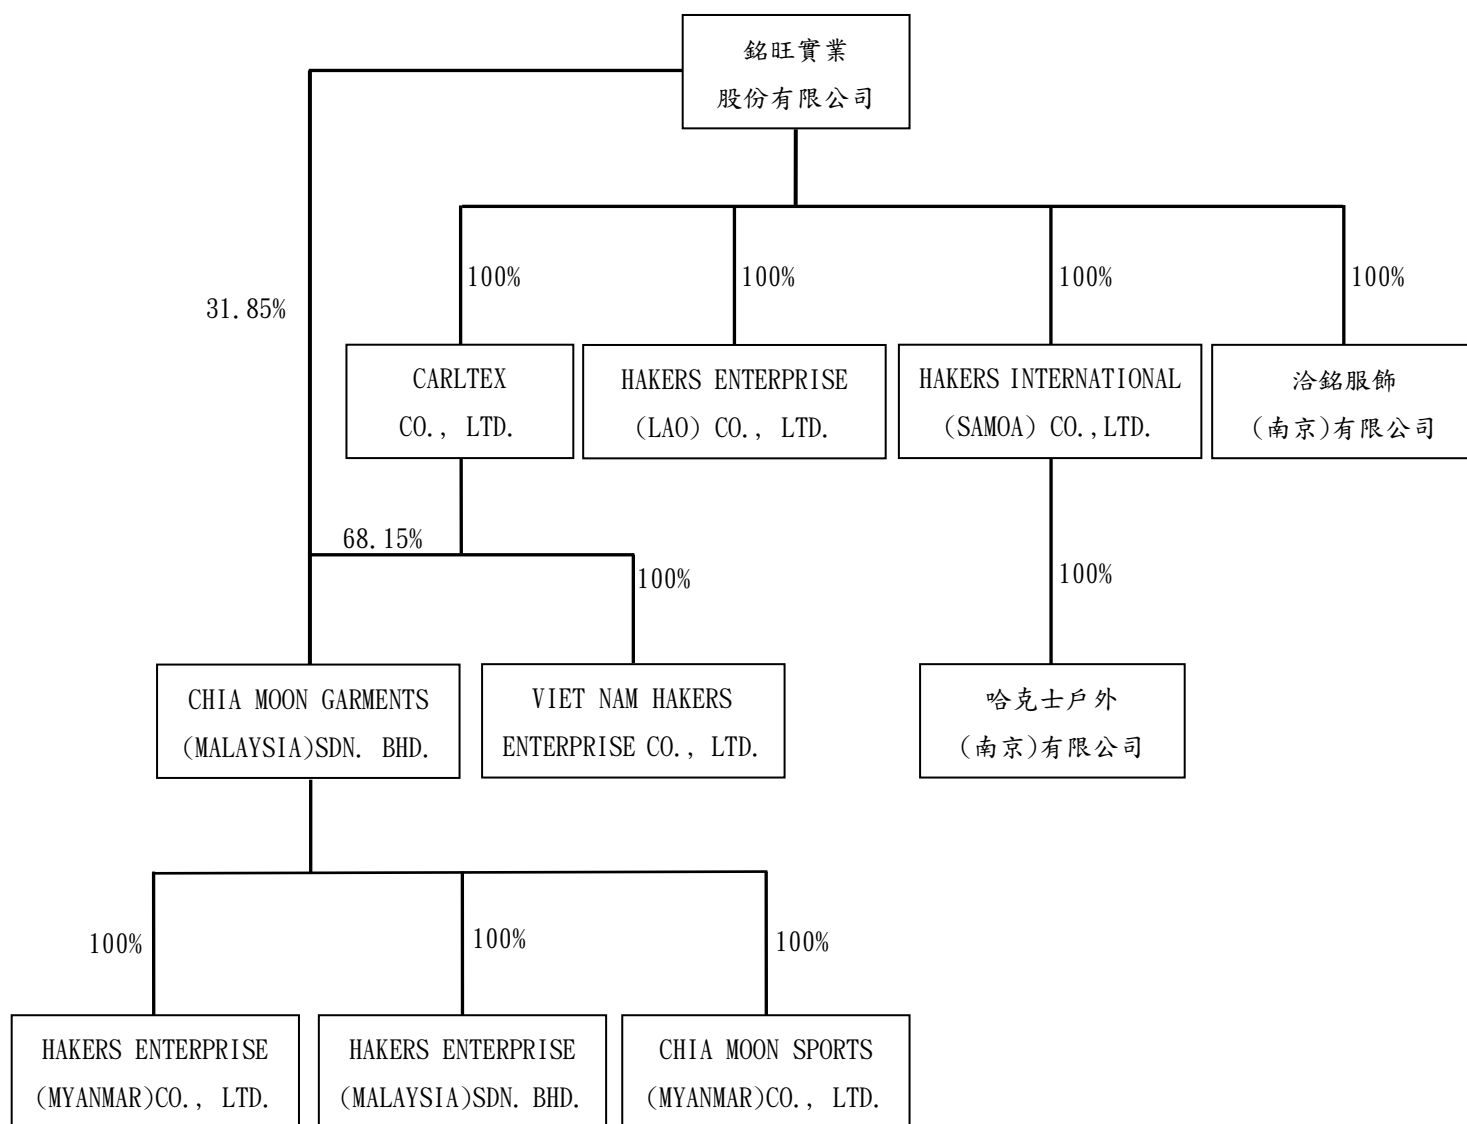 銘旺實業
股份有限公司
100%
100%
100%
100%
31.85%
CARLTEX
CO., LTD.
HAKERS ENTERPRISE
(LAO) CO., LTD.
HAKERS INTERNATIONAL
(SAMOA) CO.,LTD.
洽銘服飾
(南京)有限公司
68.15%
100%
100%
CHIA MOON GARMENTS
(MALAYSIA)SDN. BHD.
VIET NAM HAKERS
ENTERPRISE CO., LTD.
哈克士戶外
(南京)有限公司
100%
100%
100%
HAKERS ENTERPRISE
(MYANMAR)CO., LTD.
HAKERS ENTERPRISE
(MALAYSIA)SDN. BHD.
CHIA MOON SPORTS
(MYANMAR)CO., LTD.